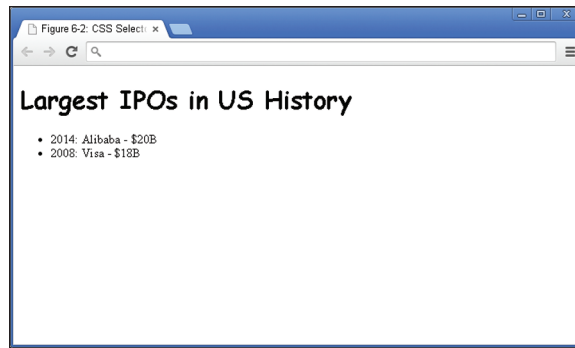 Figure 6-2: CSS Select
Largest IPOs in US History
2014: Alibaba - $20B
2008: Visa - $18B